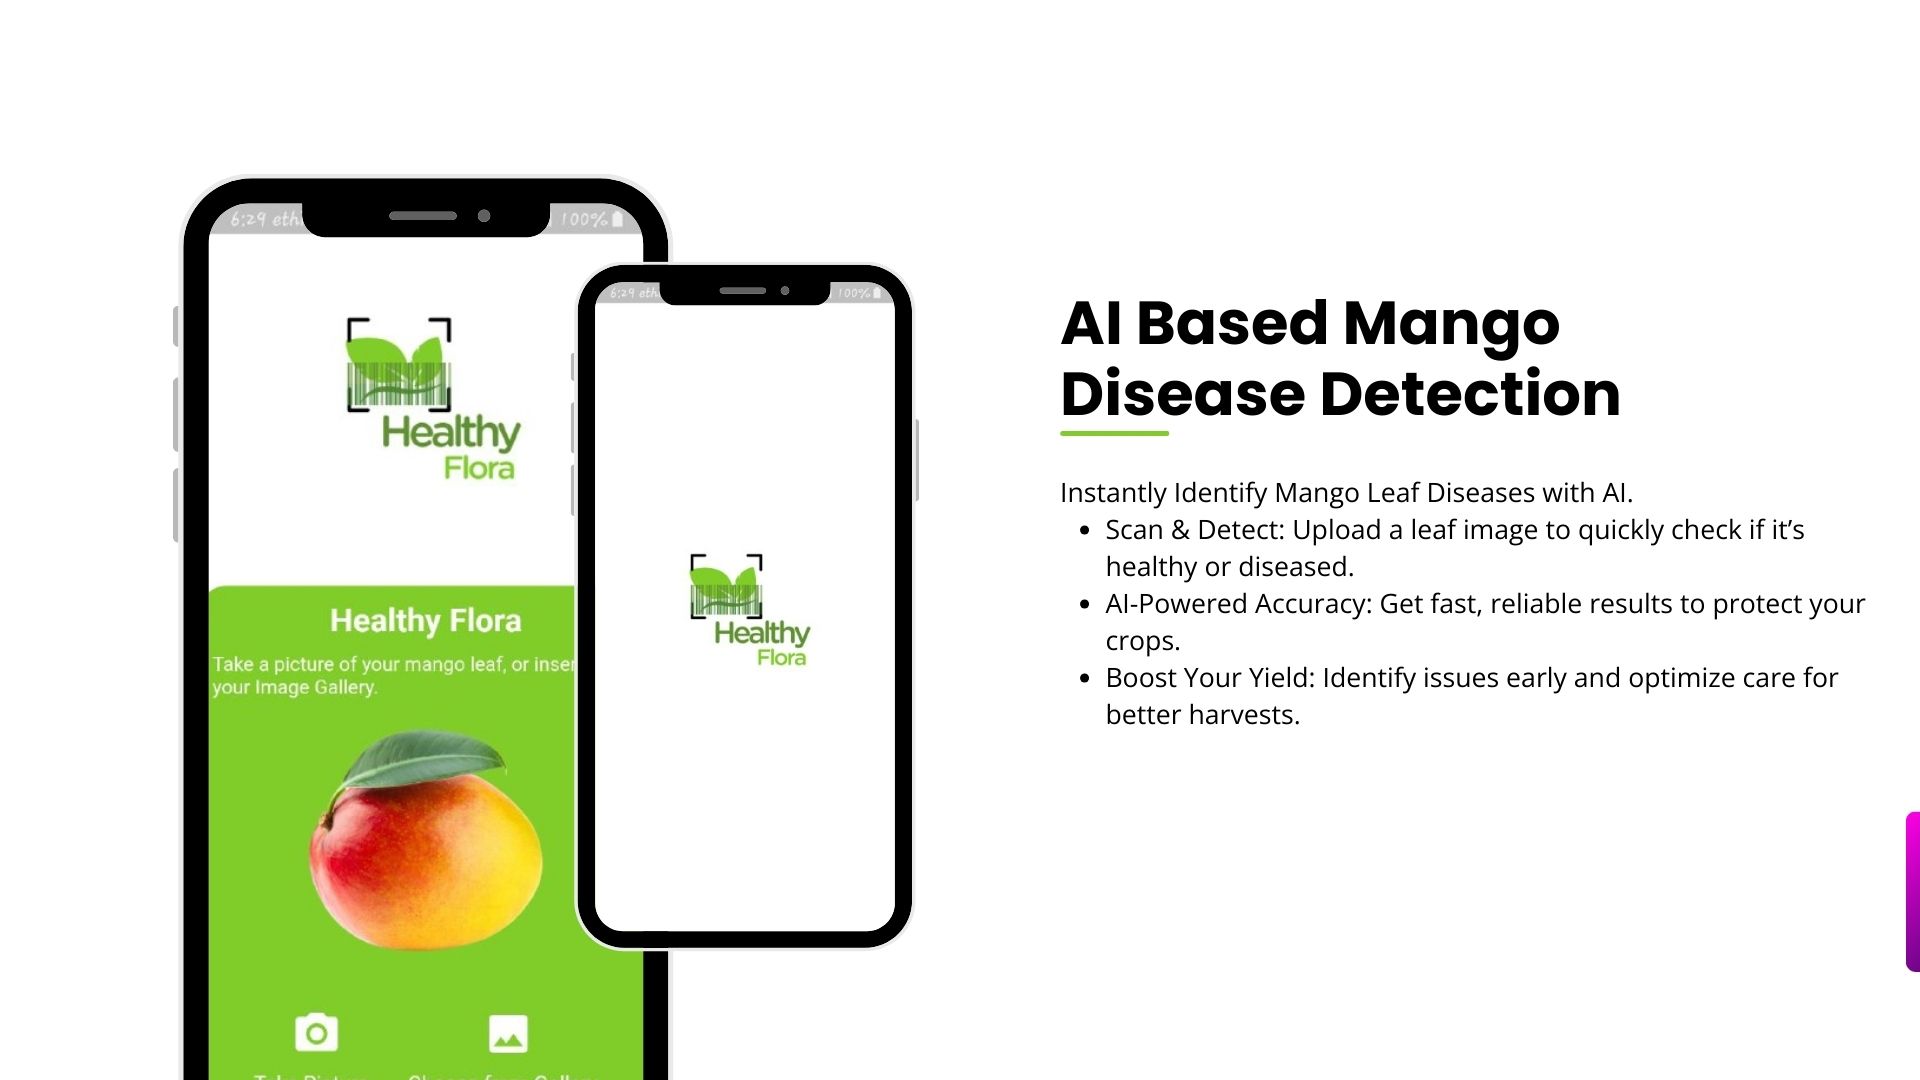 6:29 eth
100%
Healthy
Flora
Healthy Flora
Take a picture of your mango leaf, or inser
your Image Gallery.
6:29 eth
100%
Healthy
Flora
AI Based Mango
Disease Detection
Instantly Identify Mango Leaf Diseases with AI.
• Scan & Detect: Upload a leaf image to quickly check if it’s
healthy or diseased.
• AI-Powered Accuracy: Get fast, reliable results to protect your
crops.
• Boost Your Yield: Identify issues early and optimize care for
better harvests.